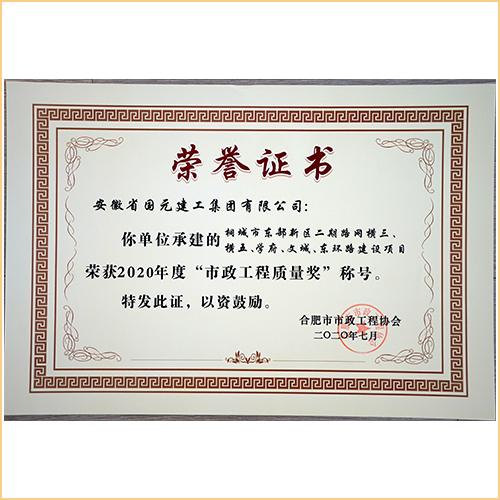 荣誉证书
安徽省国元建工集团有限公司：
你单位承建的桐城市东部新区二期路网横三、
横五、学府、文城、东环路建设项目
荣获2020年度“市政工程质量奖”称号。
特发此证，以资鼓励。
合肥市市政工程协会
二〇二〇年七月